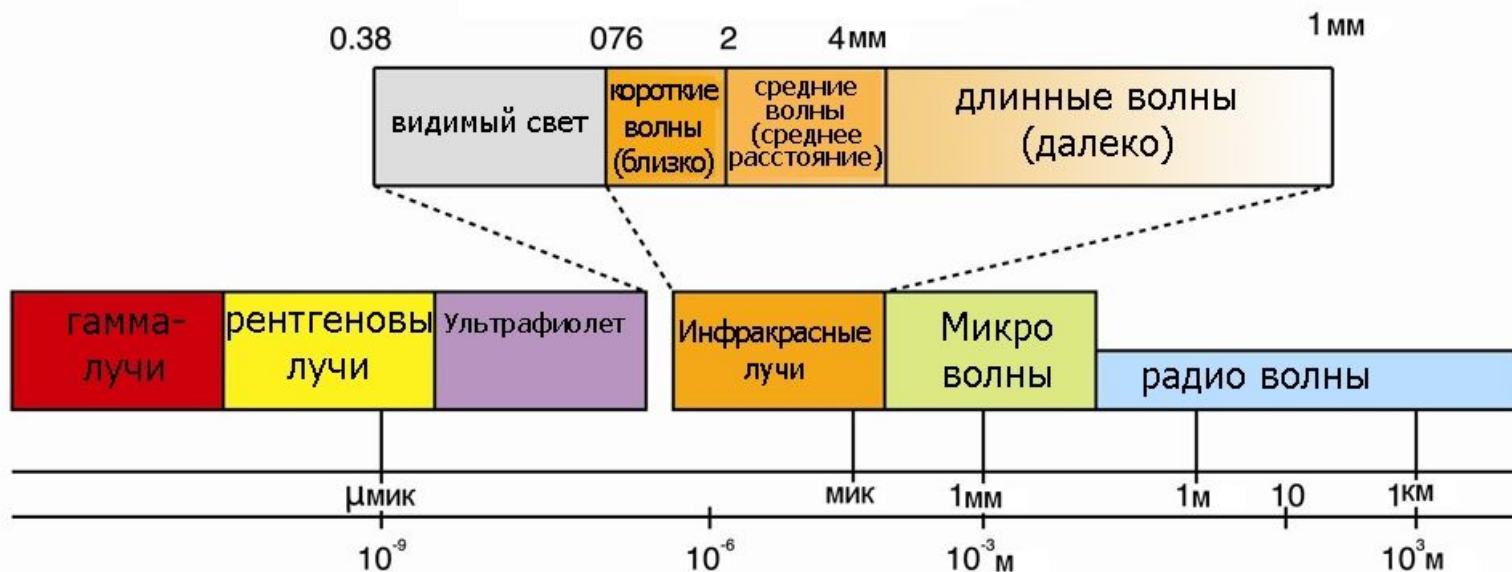 0.38 076 2 4мм 1мм
видимый свет
короткие
волны
(близко)
средние
волны
(среднее
расстояние)
длинные волны
(далеко)
гамма-
лучи
рентгеновы
лучи
Ультрафиолет
Инфракрасные
лучи
Микро
волны
радио волны
μмик мик 1мм 1м 10 1км
10⁻⁹ 10⁻⁶ 10⁻³м 10³м